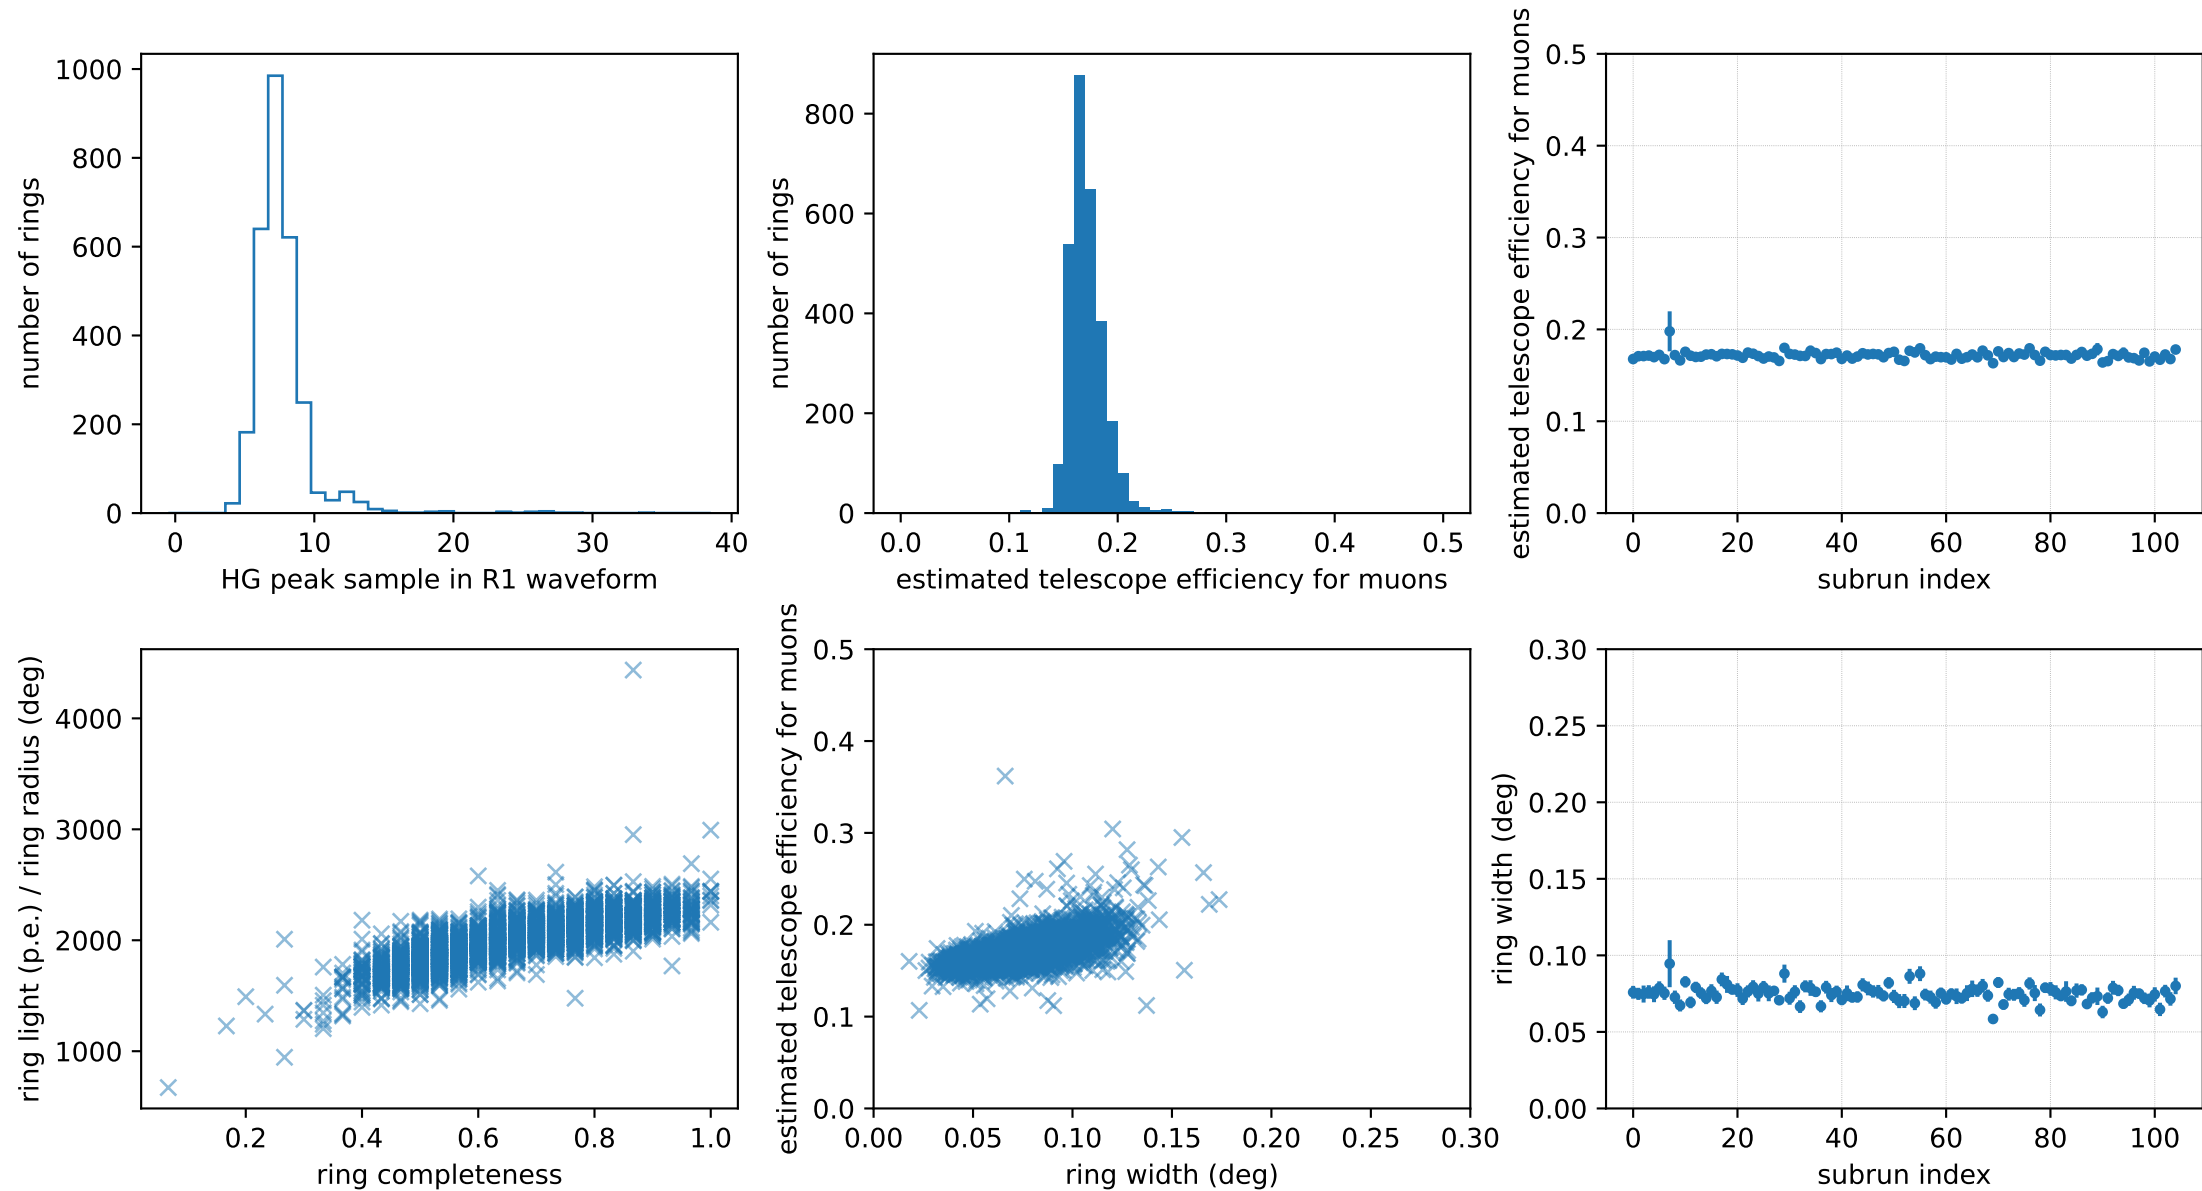 number of rings
1000
800
600
400
200
0
0 10 20 30 40
HG peak sample in R1 waveform
number of rings
800
600
400
200
0
0.0 0.1 0.2 0.3 0.4 0.5
estimated telescope efficiency for muons
estimated telescope efficiency for muons
0.5
0.4
0.3
0.2
0.1
0.0
0 20 40 60 80 100
subrun index
ring light (p.e.) / ring radius (deg)
4000
3000
2000
1000
0.2 0.4 0.6 0.8 1.0
ring completeness
estimated telescope efficiency for muons
0.5
0.4
0.3
0.2
0.1
0.0
0.00 0.05 0.10 0.15 0.20 0.25 0.30
ring width (deg)
ring width (deg)
0.30
0.25
0.20
0.15
0.10
0.05
0.00
0 20 40 60 80 100
subrun index